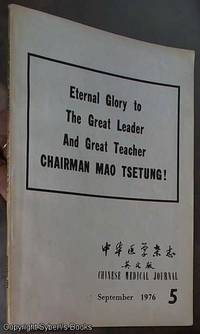 Eternal Glory to
The Great Leader
And Great Teacher
CHAIRMAN MAO TSETUNG!
中华医学杂志
英文版
CHINESE MEDICAL JOURNAL
September 1976 5
Copyright ©Syber's Books